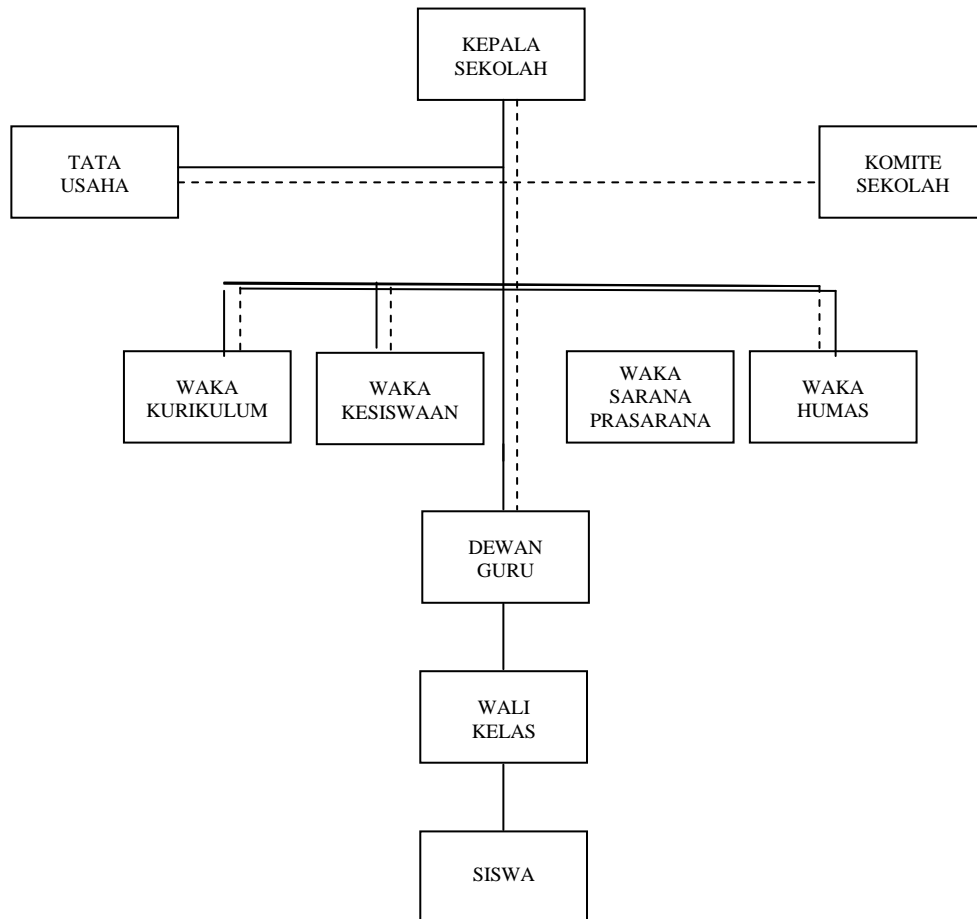 KEPALA
SEKOLAH
TATA
USAHA
KOMITE
SEKOLAH
WAKA
KURIKULUM
WAKA
KESISWAAN
WAKA
SARANA
PRASARANA
WAKA
HUMAS
DEWAN
GURU
WALI
KELAS
SISWA